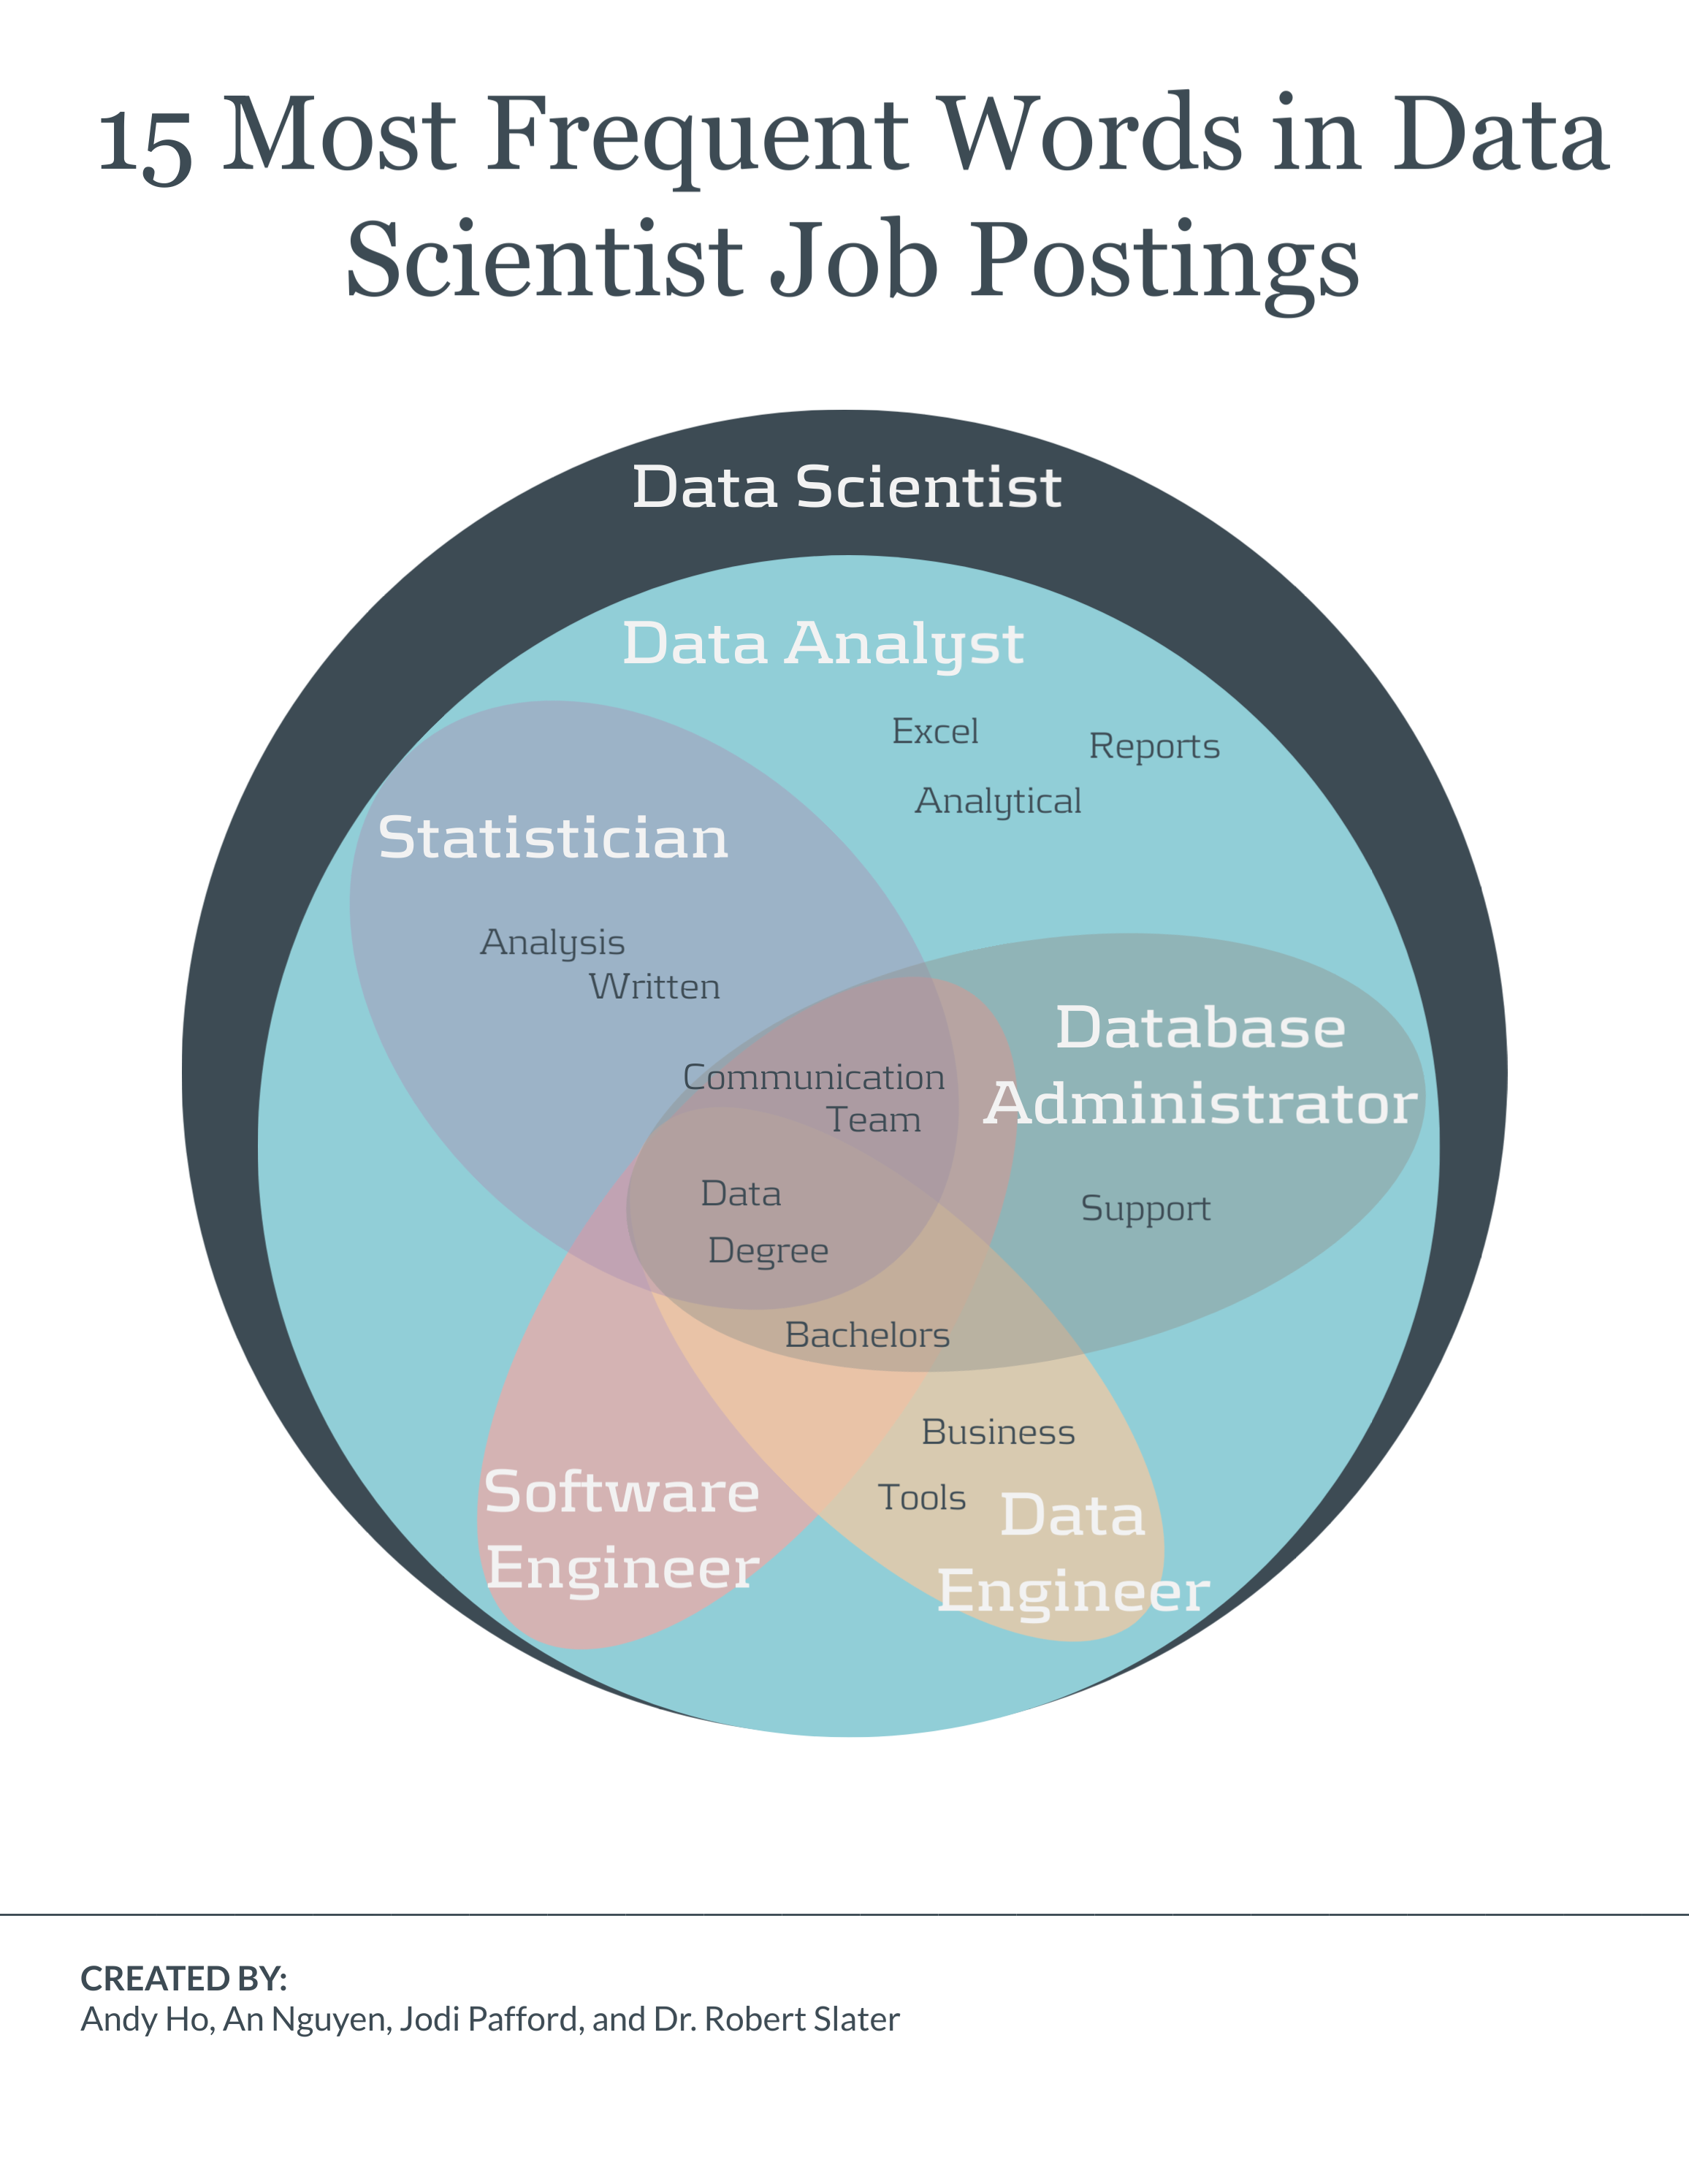 15 Most Frequent Words in Data
Scientist Job Postings
Data Scientist
Data Analyst
Excel
Reports
Analytical
Statistician
Analysis
Written
Database
Administrator
Communication
Team
Data
Degree
Support
Bachelors
Business
Tools
Software
Engineer
Data
Engineer
CREATED BY:
Andy Ho, An Nguyen, Jodi Pafford, and Dr. Robert Slater